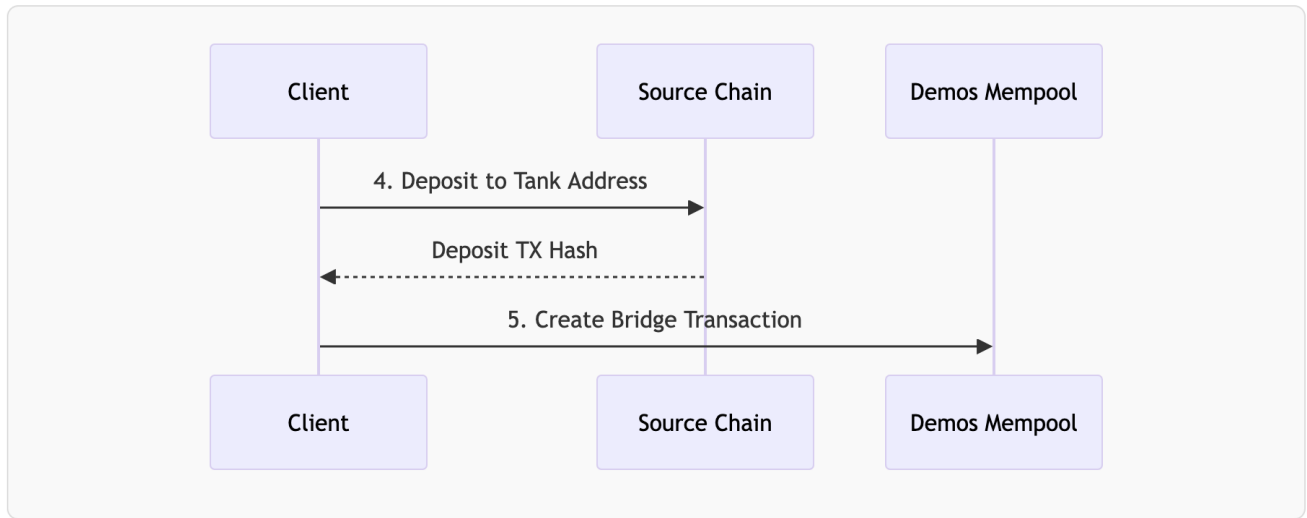 Client
Source Chain
Demos Mempool
4. Deposit to Tank Address
Deposit TX Hash
5. Create Bridge Transaction
Client
Source Chain
Demos Mempool